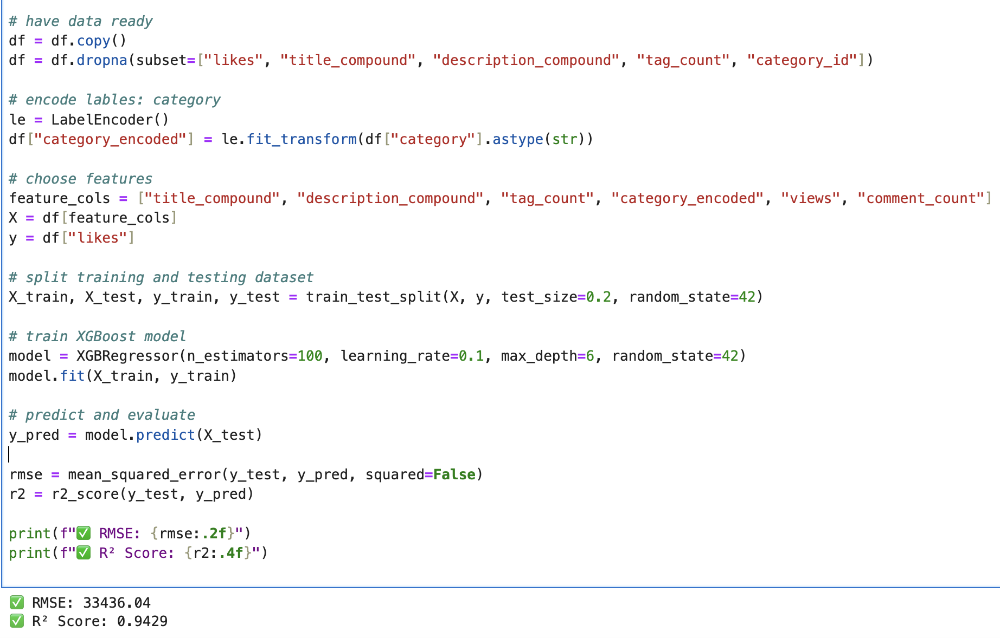 # have data ready
df = df.copy()
df = df.dropna(subset=["likes", "title_compound", "description_compound", "tag_count", "category_id"])
# encode lables: category
le = LabelEncoder()
df["category_encoded"] = le.fit_transform(df["category"].astype(str))
# choose features
feature_cols = ["title_compound", "description_compound", "tag_count", "category_encoded", "views", "comment_count"]
X = df[feature_cols]
y = df["likes"]
# split training and testing dataset
X_train, X_test, y_train, y_test = train_test_split(X, y, test_size=0.2, random_state=42)
# train XGBoost model
model = XGBRegressor(n_estimators=100, learning_rate=0.1, max_depth=6, random_state=42)
model.fit(X_train, y_train)
# predict and evaluate
y_pred = model.predict(X_test)
rmse = mean_squared_error(y_test, y_pred, squared=False)
r2 = r2_score(y_test, y_pred)
print(f"✅ RMSE: {rmse:.2f}")
print(f"✅ R² Score: {r2:.4f}")
✅ RMSE: 33436.04
✅ R² Score: 0.9429